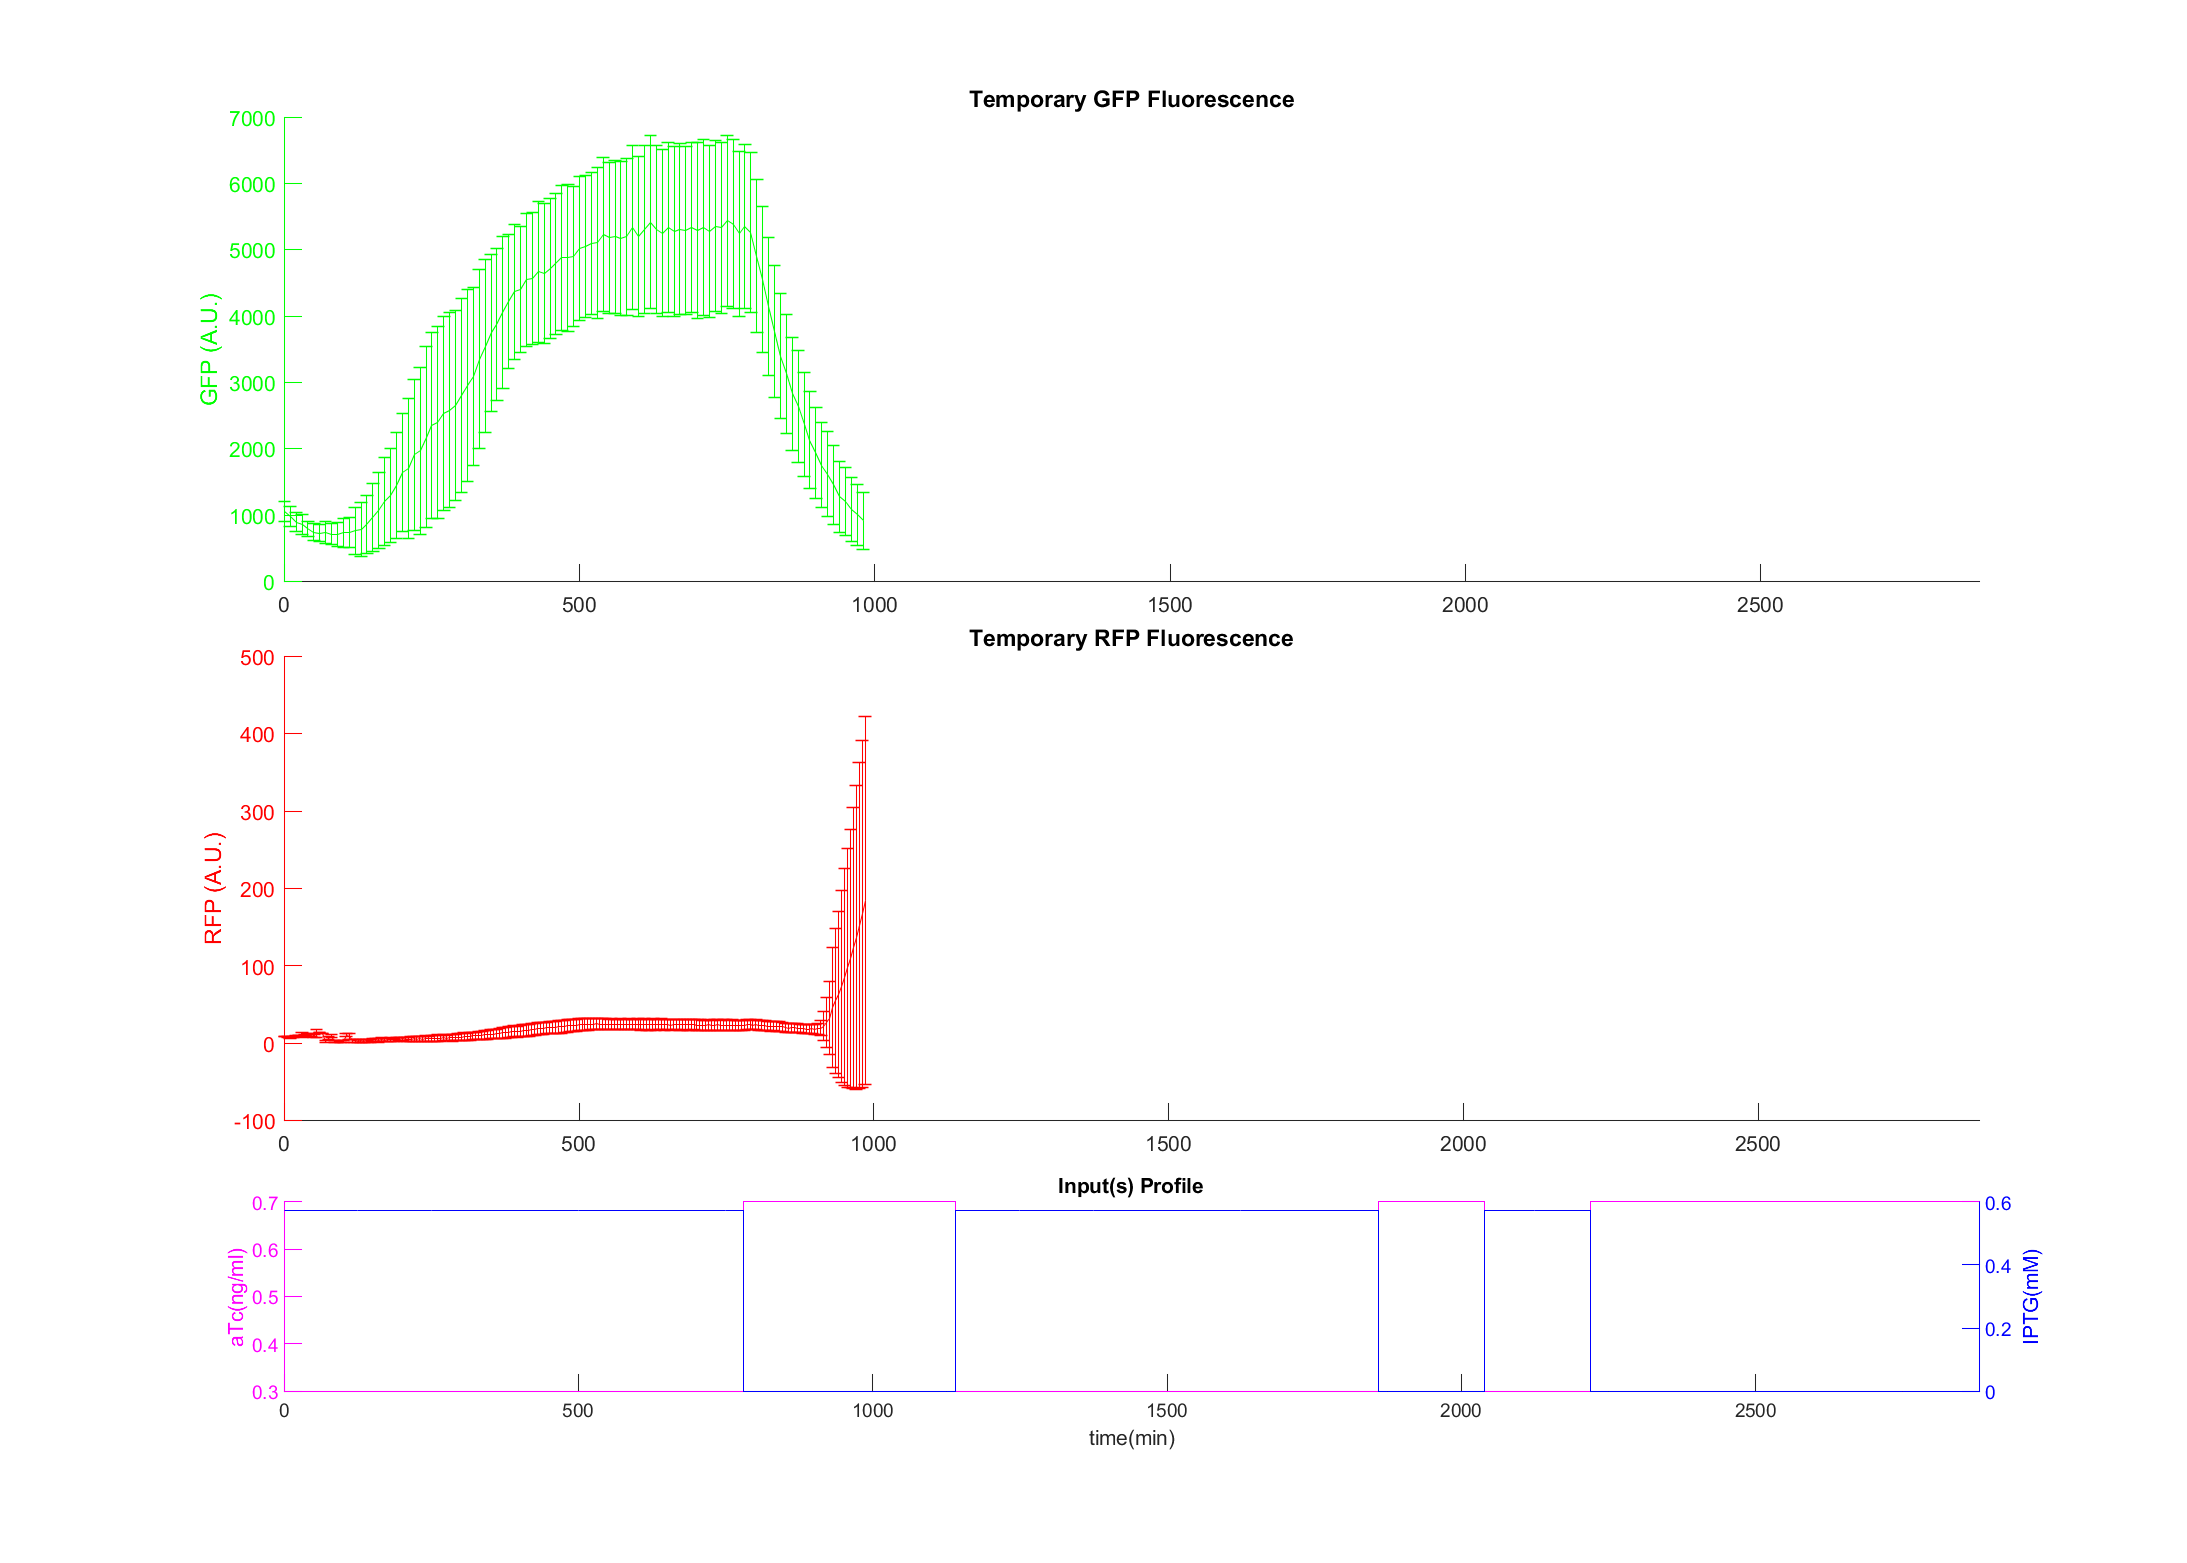 Temporary GFP Fluorescence
7000
6000
5000
4000
3000
2000
1000
0
GFP (A.U.)
0 500 1000 1500 2000 2500
Temporary RFP Fluorescence
500
400
300
200
100
0
-100
RFP (A.U.)
0 500 1000 1500 2000 2500
Input(s) Profile
0.7
0.6
0.5
0.4
0.3
aTc(ng/ml)
0.6
0.4
0.2
0
IPTG(mM)
0 500 1000 1500 2000 2500
time(min)